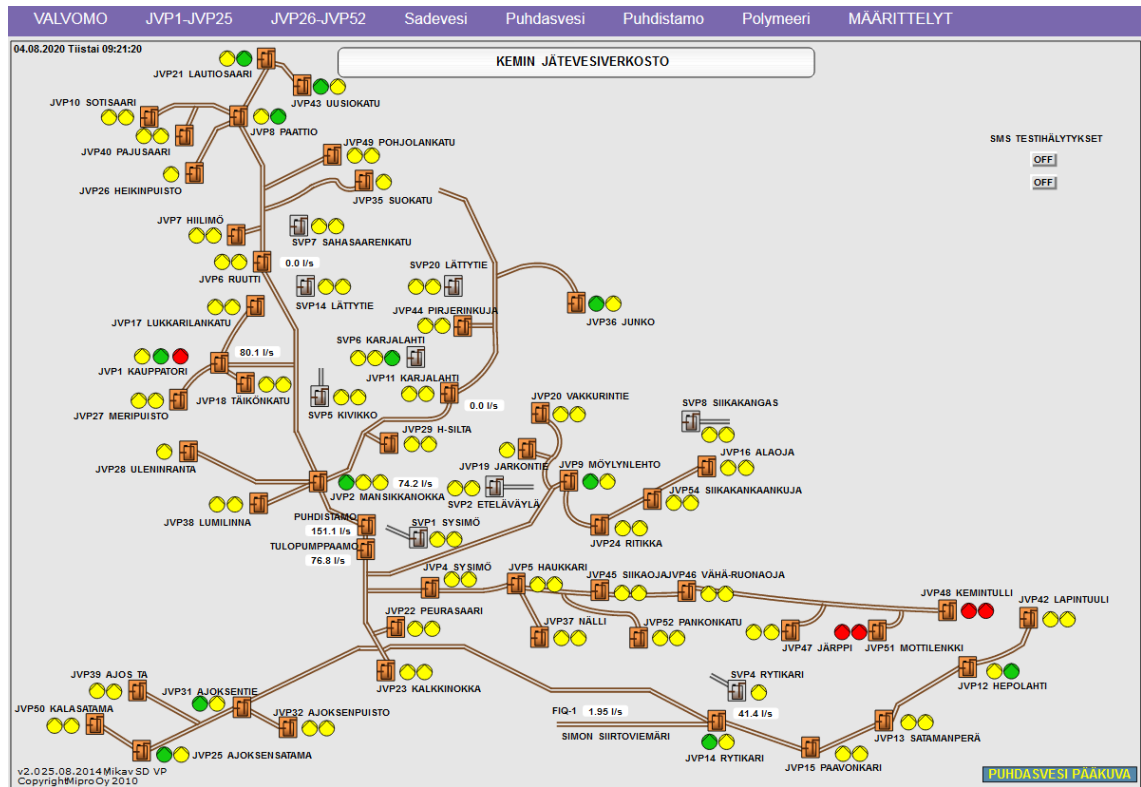 VALVOMO JVP1-JVP25 JVP26-JVP52 Sadevesi Puhdasvesi Puhdistamo Polymeeri MÄÄRITTELYT
04.08.2020 Tiistai 09:21:20
KEMIN JÄTEVESIVERKOSTO
JVP21 LAUTIOSAARI
JVP43 UUSIOKATU
JVP10 SOTISAARI
JVP8 PAATTIO
SMS TESTIHÄLYTYKSET
OFF
OFF
JVP49 POHJOLANKATU
JVP40 PAJUSAARI
JVP26 HEIKINPUISTO
JVP35 SUOKATU
JVP7 HIILIMÖ
SVP7 SAHASAARENKATU
JVP6 RUUTTI
0.0 l/s
SVP20 LÄTTYTIE
SVP14 LÄTTYTIE
JVP44 PIRJERINKUJA
JVP36 JUNKO
JVP17 LUKKARILANKATU
SVP6 KARJALAHTI
80.1 l/s
JVP1 KAUPPATORI
JVP11 KARJALAHTI
JVP18 TÄIKÖNKATU
JVP27 MERIPUISTO
SVP5 KIVIKKO
0.0 l/s
JVP20 VAKKURINTIE
SVP8 SIIKAKANGAS
JVP29 H-SILTA
JVP16 ALAOJA
JVP28 ULENINRANTA
JVP19 JARKONTIE
JVP9 MÖYLYNLEHTO
74.2 l/s
JVP2 MANSIKKANOKKA
JVP54 SIIKAKANKAANKUJA
SVP2 ETELÄVÄYLÄ
JVP38 LUMILINNA
PUHDISTAMO
151.1 l/s
SVP1 SYSIMÖ
JVP24 RITIKKA
TULOPUMPPAAMO
76.8 l/s
JVP4 SYSIMÖ
JVP5 HAUKKARI
JVP45 SIIKAOJA
JVP46 VÄHÄ-RUONAOJA
JVP48 KEMINTULLI
JVP42 LAPINTUULI
JVP22 PEURASAARI
JVP37 NÄLLI
JVP52 PANKONKATU
JVP47 JÄRPPI
JVP51 MOTTILENKKI
JVP39 AJOS TA
JVP31 AJOKSENTIE
JVP23 KALKKINOKKA
SVP4 RYTIKARI
JVP12 HEPOLAHTI
JVP50 KALASATAMA
JVP32 AJOKSENPUISTO
FIQ-1 1.95 l/s
41.4 l/s
SIMON SIIRTOVIEMÄRI
JVP13 SATAMANPERÄ
JVP25 AJOKSENSATAMA
JVP14 RYTIKARI
JVP15 PAAVONKARI
v2.0 25.08.2014 Mikav SD VP
Copyright Mipro Oy 2010
PUHDASVESI PÄÄKUVA